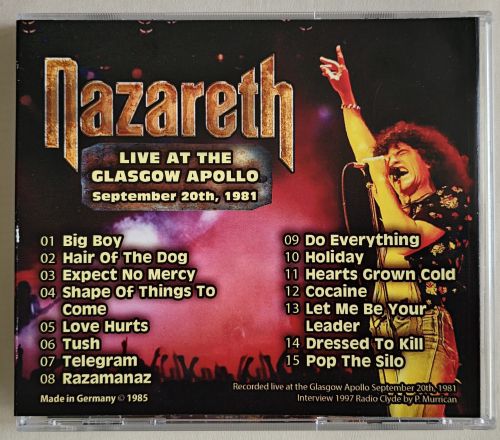 Nazareth
LIVE AT THE
GLASGOW APOLLO
September 20th, 1981
01 Big Boy
02 Hair Of The Dog
03 Expect No Mercy
04 Shape Of Things To
Come
05 Love Hurts
06 Tush
07 Telegram
08 Razamanaz
09 Do Everything
10 Holiday
11 Hearts Grown Cold
12 Cocaine
13 Let Me Be Your
Leader
14 Dressed To Kill
15 Pop The Silo
Recorded live at the Glasgow Apollo September 20th, 1981
Interview 1997 Radio Clyde by P. Murrican
Made in Germany © 1985